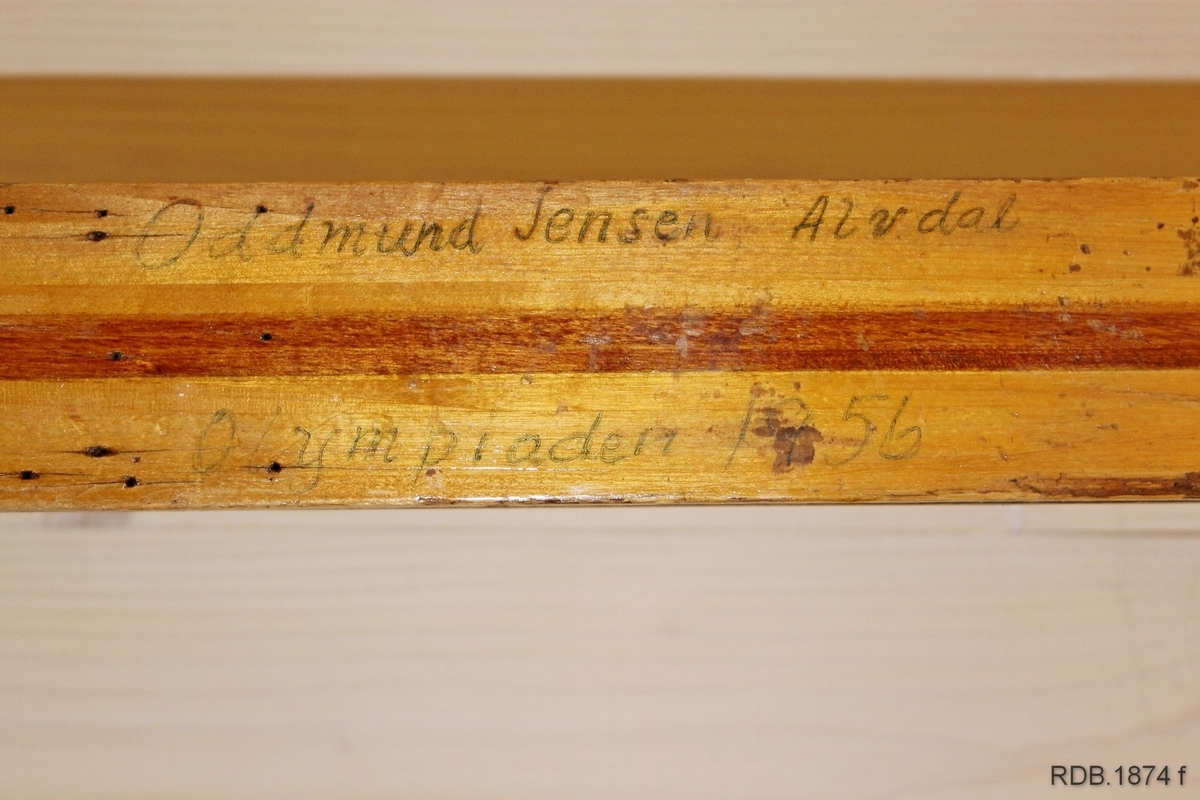 Oddmund Jensen Alvdal
Olympiaden 1956
RDB.1874 f